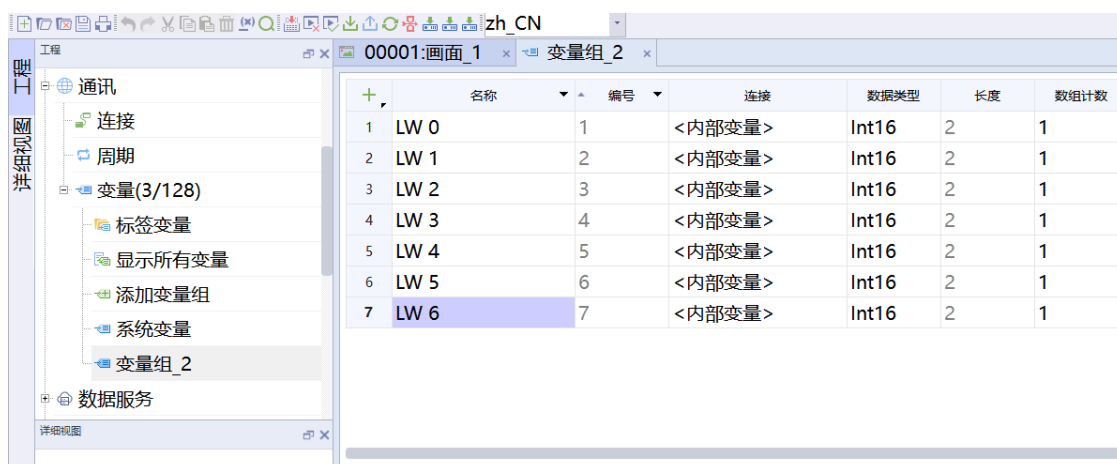 zh_CN
工程
详细视图
工程
通讯
连接
周期
变量(3/128)
标签变量
显示所有变量
添加变量组
系统变量
变量组_2
数据服务
详细视图
00001:画面_1 × 变量组_2 ×
名称 编号 连接 数据类型 长度 数组计数
1 LW 0 1 <内部变量> Int16 2 1
2 LW 1 2 <内部变量> Int16 2 1
3 LW 2 3 <内部变量> Int16 2 1
4 LW 3 4 <内部变量> Int16 2 1
5 LW 4 5 <内部变量> Int16 2 1
6 LW 5 6 <内部变量> Int16 2 1
7 LW 6 7 <内部变量> Int16 2 1